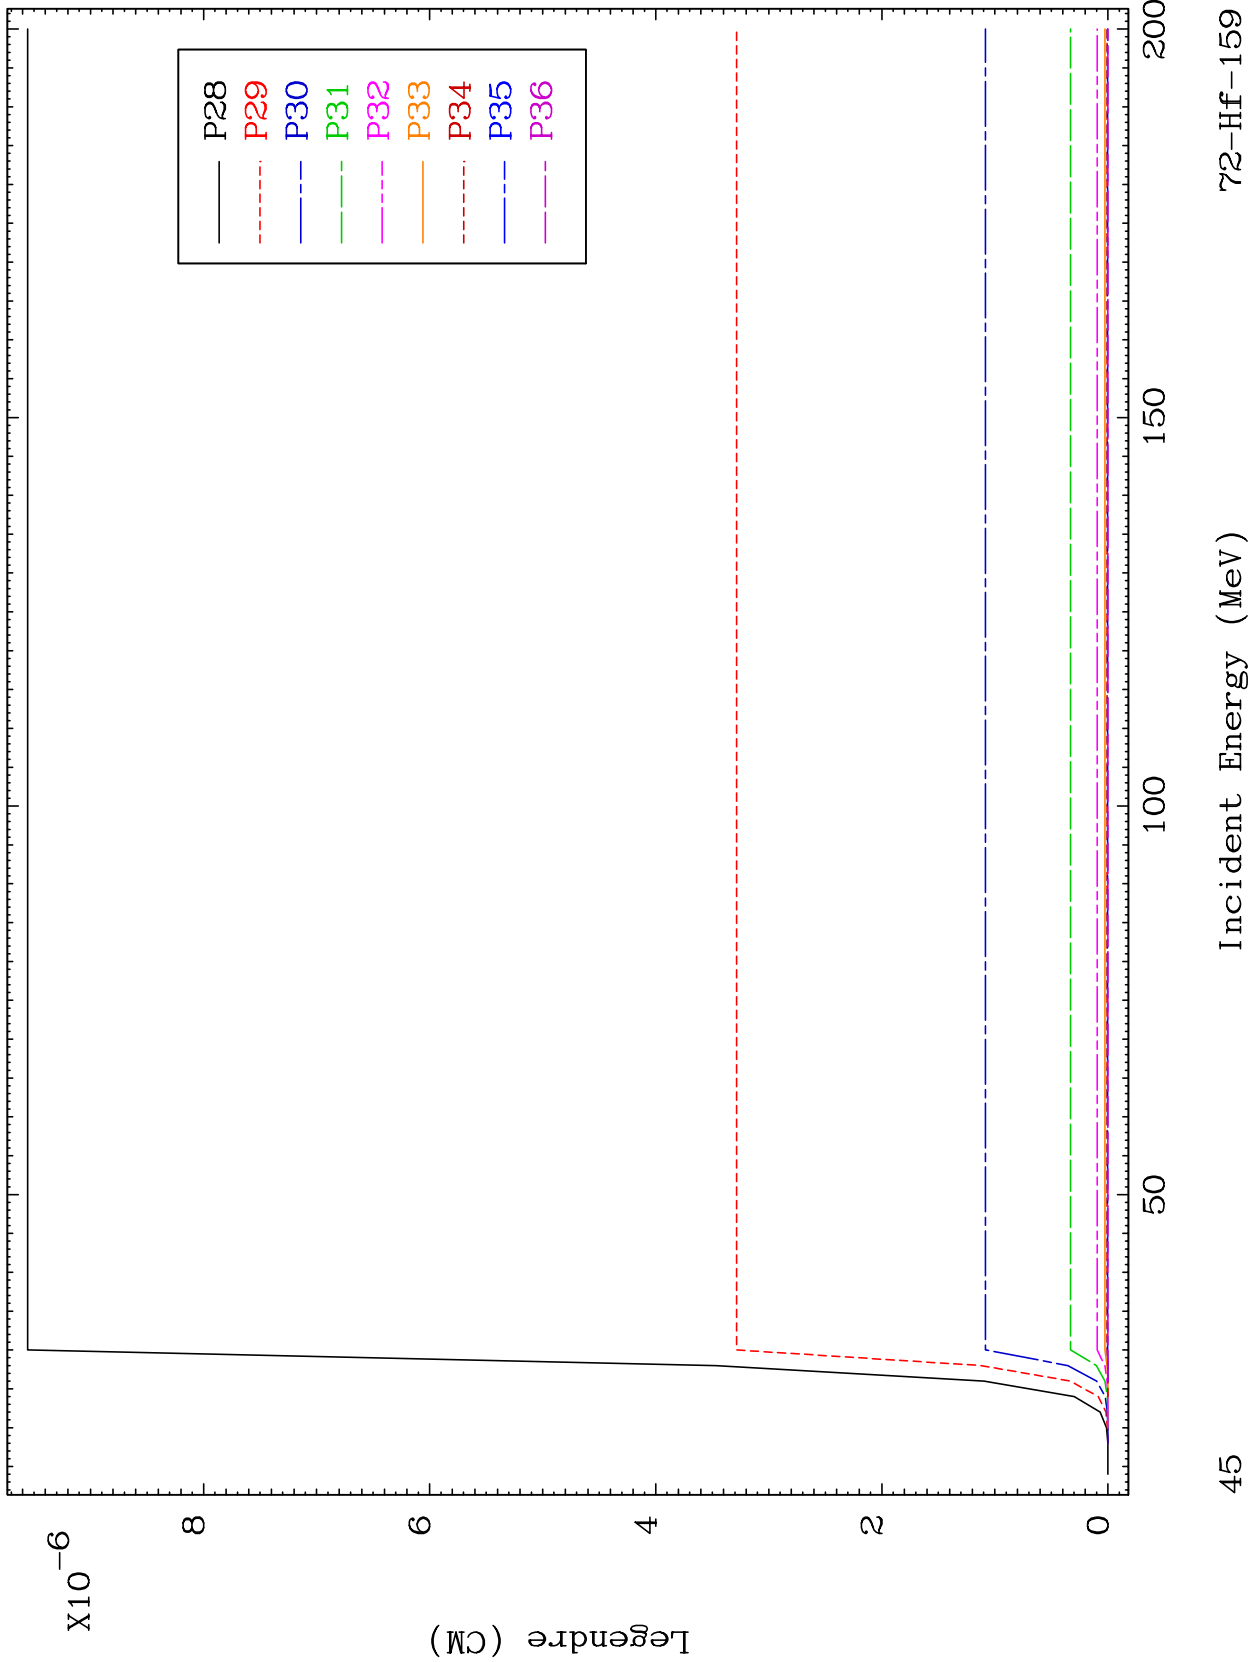 X10^-6
8
6
4
2
0
Legendre (CM)
P28
P29
P30
P31
P32
P33
P34
P35
P36
50
100
150
200
Incident Energy (MeV)
45
72-Hf-159